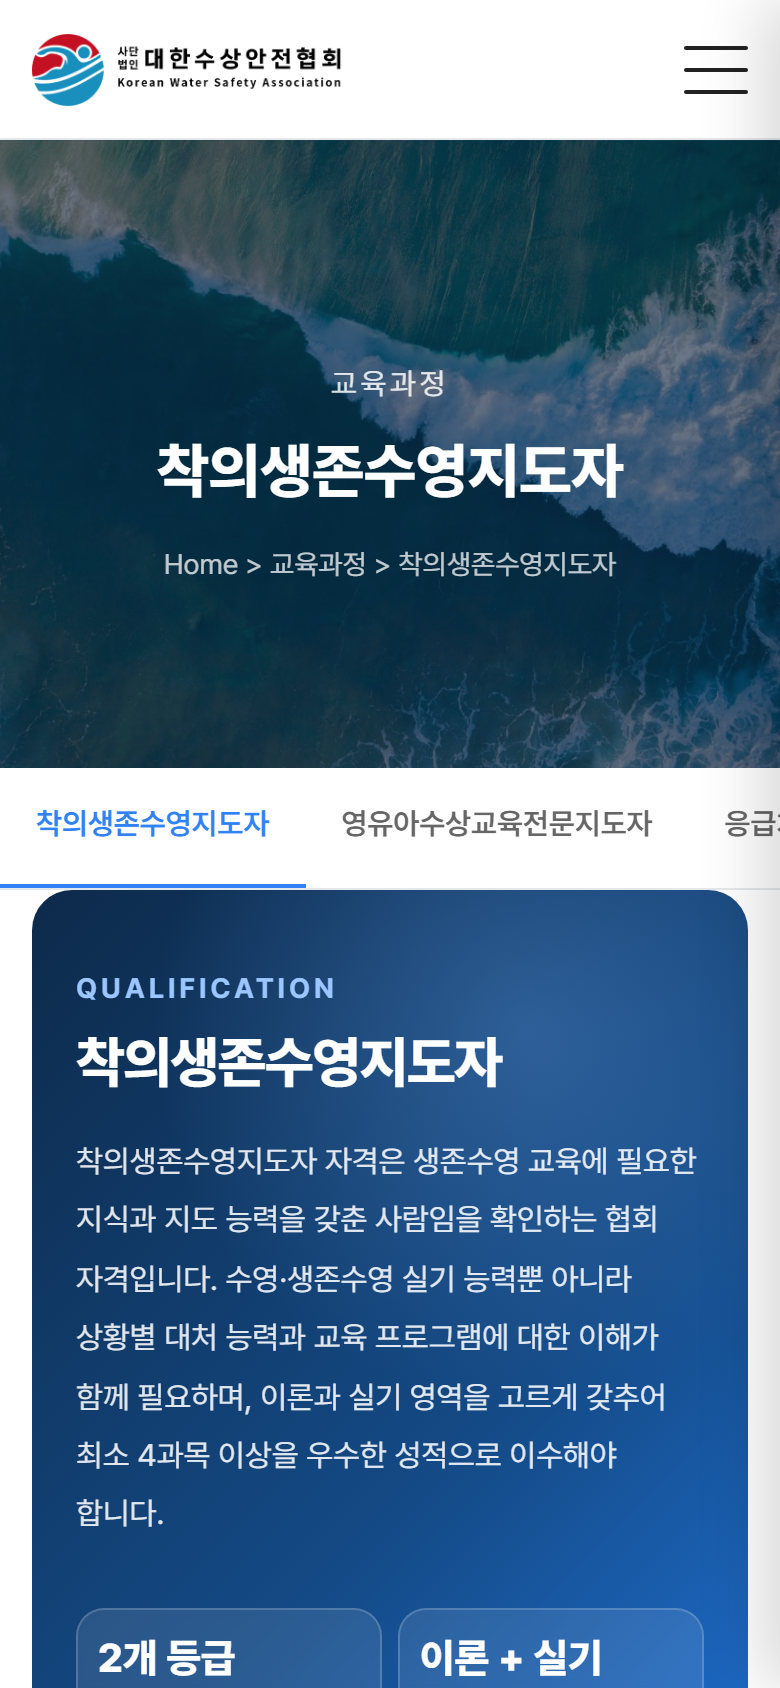 사단
법인
대한수상안전협회
Korean Water Safety Association
교육과정
착의생존수영지도자
Home > 교육과정 > 착의생존수영지도자
착의생존수영지도자 영유아수상교육전문지도자 응급
QUALIFICATION
착의생존수영지도자
착의생존수영지도자 자격은 생존수영 교육에 필요한
지식과 지도 능력을 갖춘 사람임을 확인하는 협회
자격입니다. 수영·생존수영 실기 능력뿐 아니라
상황별 대처 능력과 교육 프로그램에 대한 이해가
함께 필요하며, 이론과 실기 영역을 고르게 갖추어
최소 4과목 이상을 우수한 성적으로 이수해야
합니다.
2개 등급 이론 + 실기